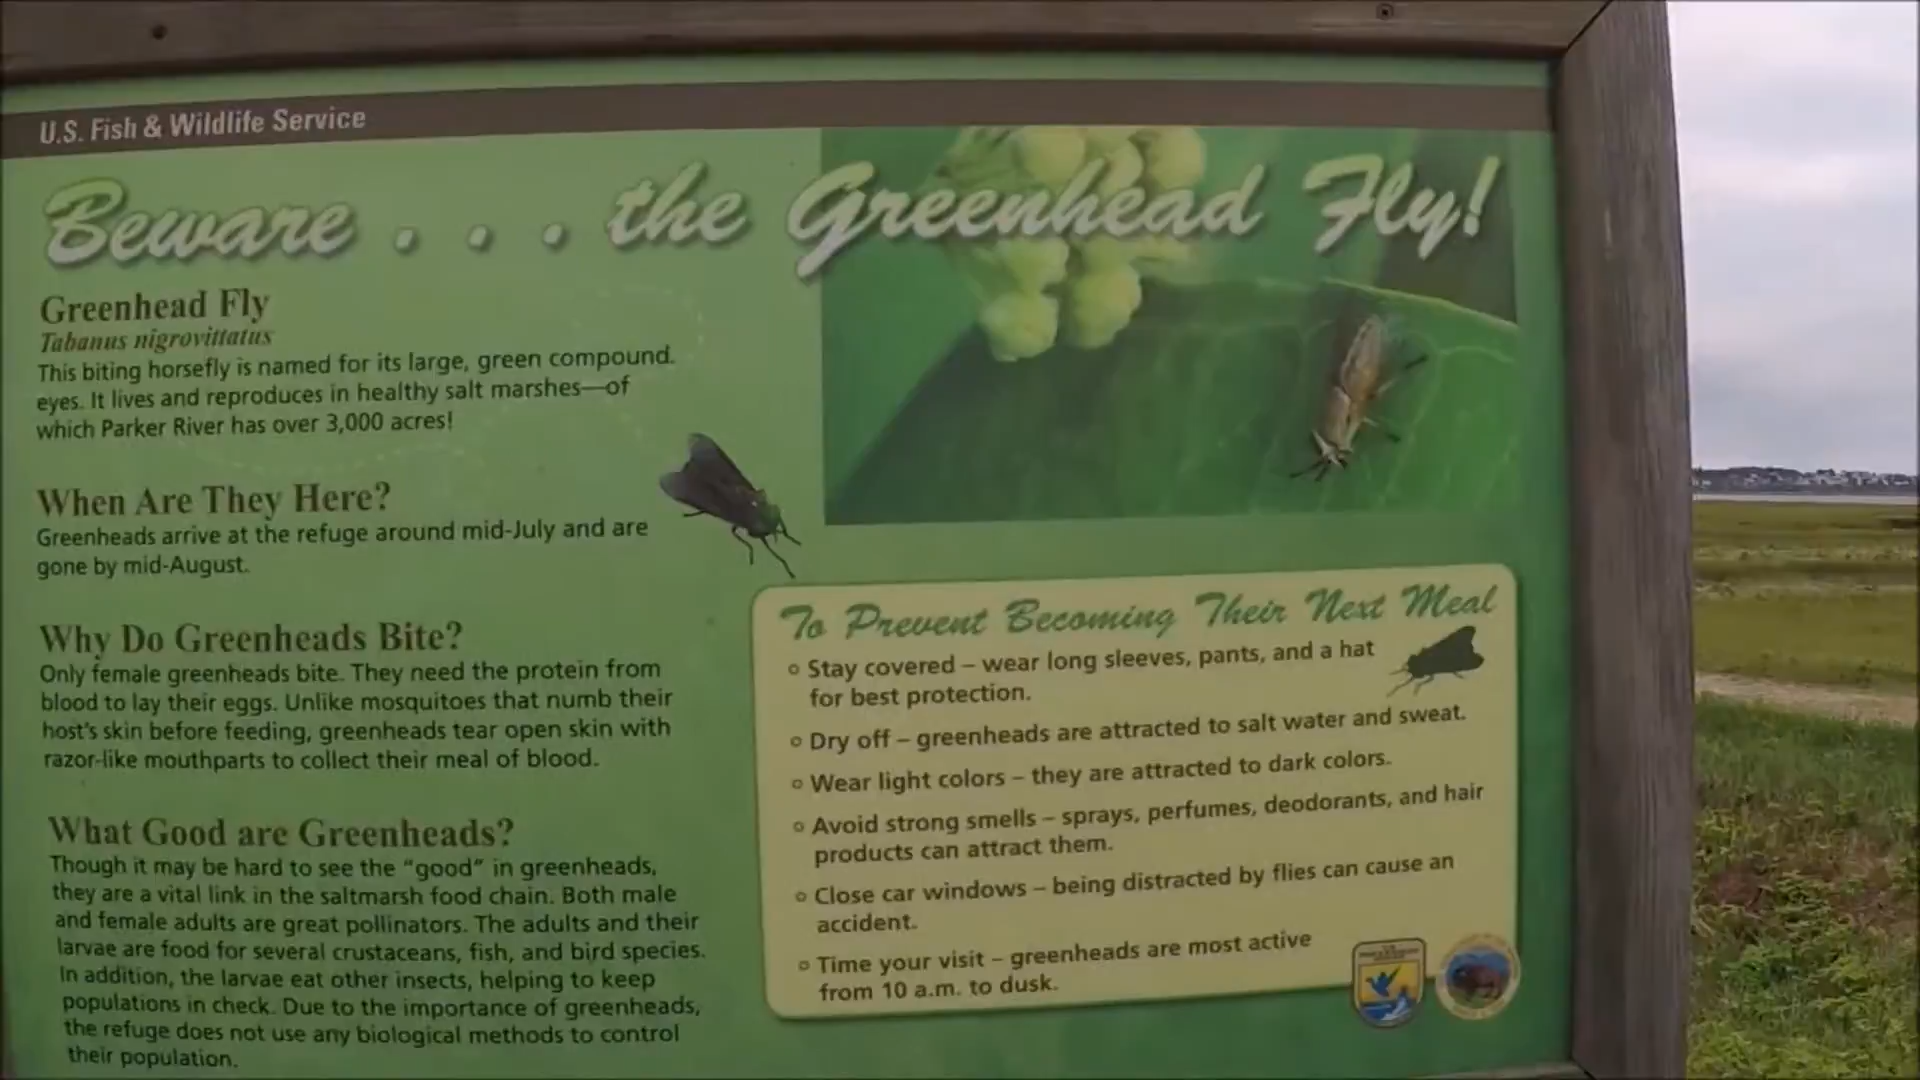 U.S. Fish & Wildlife Service
Beware . . . the Greenhead Fly!
Greenhead Fly
Tabanus nigrovittatus
This biting horsefly is named for its large, green compound.
eyes. It lives and reproduces in healthy salt marshes—of
which Parker River has over 3,000 acres!
When Are They Here?
Greenheads arrive at the refuge around mid-July and are
gone by mid-August.
Why Do Greenheads Bite?
Only female greenheads bite. They need the protein from
blood to lay their eggs. Unlike mosquitoes that numb their
host's skin before feeding, greenheads tear open skin with
razor-like mouthparts to collect their meal of blood.
What Good are Greenheads?
Though it may be hard to see the "good" in greenheads,
they are a vital link in the saltmarsh food chain. Both male
and female adults are great pollinators. The adults and their
larvae are food for several crustaceans, fish, and bird species.
In addition, the larvae eat other insects, helping to keep
populations in check. Due to the importance of greenheads,
the refuge does not use any biological methods to control
their population.
To Prevent Becoming Their Next Meal
Stay covered – wear long sleeves, pants, and a hat
for best protection.
Dry off – greenheads are attracted to salt water and sweat.
Wear light colors – they are attracted to dark colors.
Avoid strong smells – sprays, perfumes, deodorants, and hair
products can attract them.
Close car windows – being distracted by flies can cause an
accident.
Time your visit – greenheads are most active
from 10 a.m. to dusk.